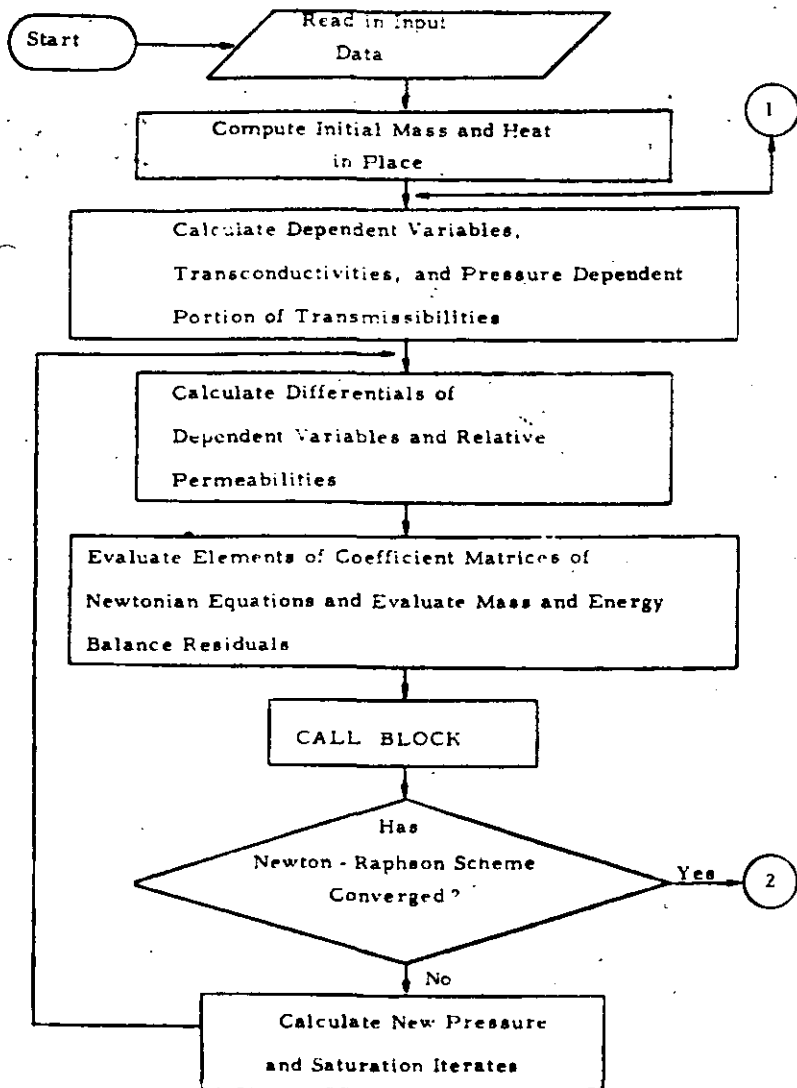 Start
Read in Input
Data
1
Compute Initial Mass and Heat
in Place
Calculate Dependent Variables,
Transconductivities, and Pressure Dependent
Portion of Transmissibilities
Calculate Differentials of
Dependent Variables and Relative
Permeabilities
Evaluate Elements of Coefficient Matrices of
Newtonian Equations and Evaluate Mass and Energy
Balance Residuals
CALL BLOCK
Has
Newton - Raphson Scheme
Converged?
Yes
2
No
Calculate New Pressure
and Saturation Iterates